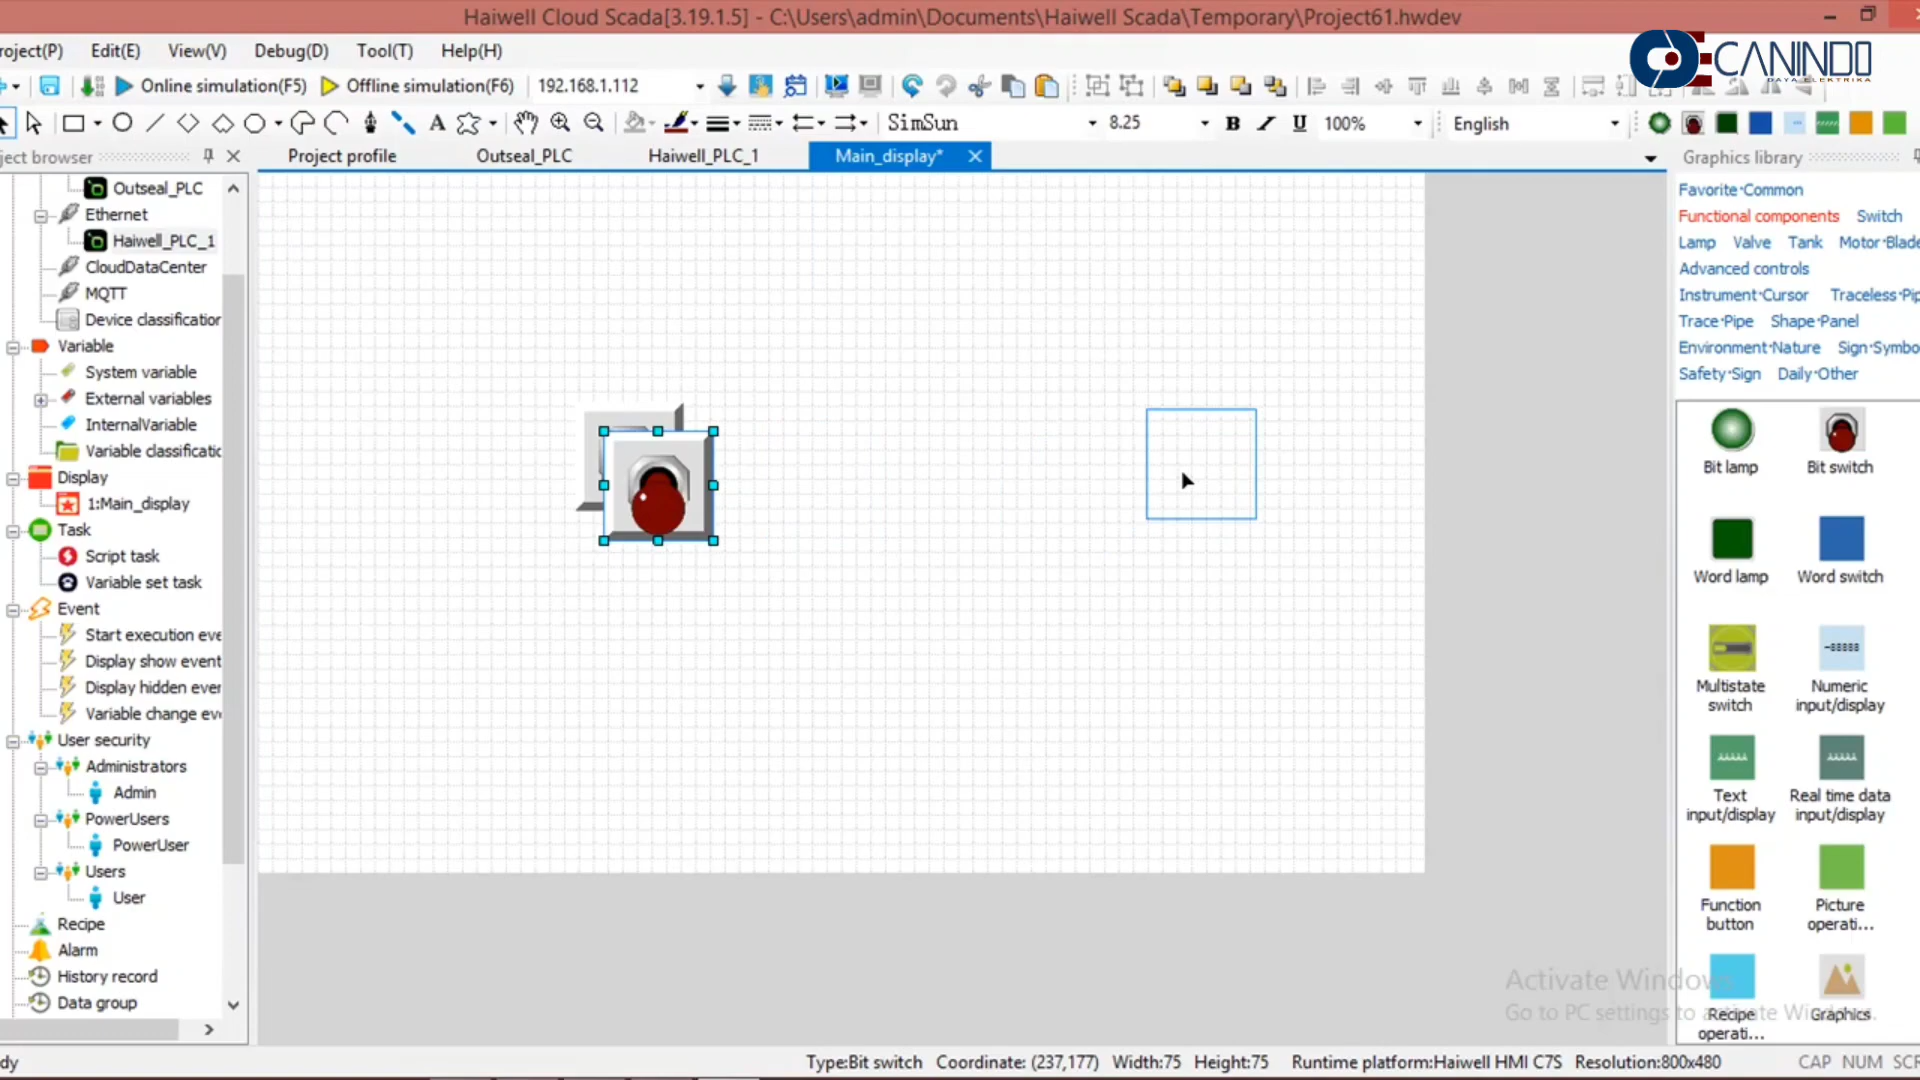 Haiwell Cloud Scada[3.19.1.5] - C:\Users\admin\Documents\Haiwell Scada\Temporary\Project61.hwdev
roject(P) Edit(E) View(V) Debug(D) Tool(T) Help(H)
CANINDO
DAYA ELEKTRIKA
Online simulation(F5) Offline simulation(F6) 192.168.1.112
A SimSun 8.25 B I U 100% English
ject browser
Project profile Outseal_PLC Haiwell_PLC_1 Main_display*
Graphics library
Outseal_PLC
Ethernet
Haiwell_PLC_1
CloudDataCenter
MQTT
Device classification
Variable
System variable
External variables
InternalVariable
Variable classificatic
Display
1:Main_display
Task
Script task
Variable set task
Event
Start execution eve
Display show event
Display hidden ever
Variable change eve
User security
Administrators
Admin
PowerUsers
PowerUser
Users
User
Recipe
Alarm
History record
Data group
Favorite·Common
Functional components Switch
Lamp Valve Tank Motor·Blade
Advanced controls
Instrument·Cursor Traceless·Pip
Trace·Pipe Shape·Panel
Environment·Nature Sign·Symbo
Safety·Sign Daily·Other
Bit lamp Bit switch
Word lamp Word switch
Multistate switch
Numeric input/display
Text input/display
Real time data input/display
Function button
Picture operati...
Recipe operati...
Graphics
Activate Windows
Go to PC settings to activate Windows.
dy Type:Bit switch Coordinate: (237,177) Width:75 Height:75 Runtime platform:Haiwell HMI C7S Resolution:800x480 CAP NUM SCR